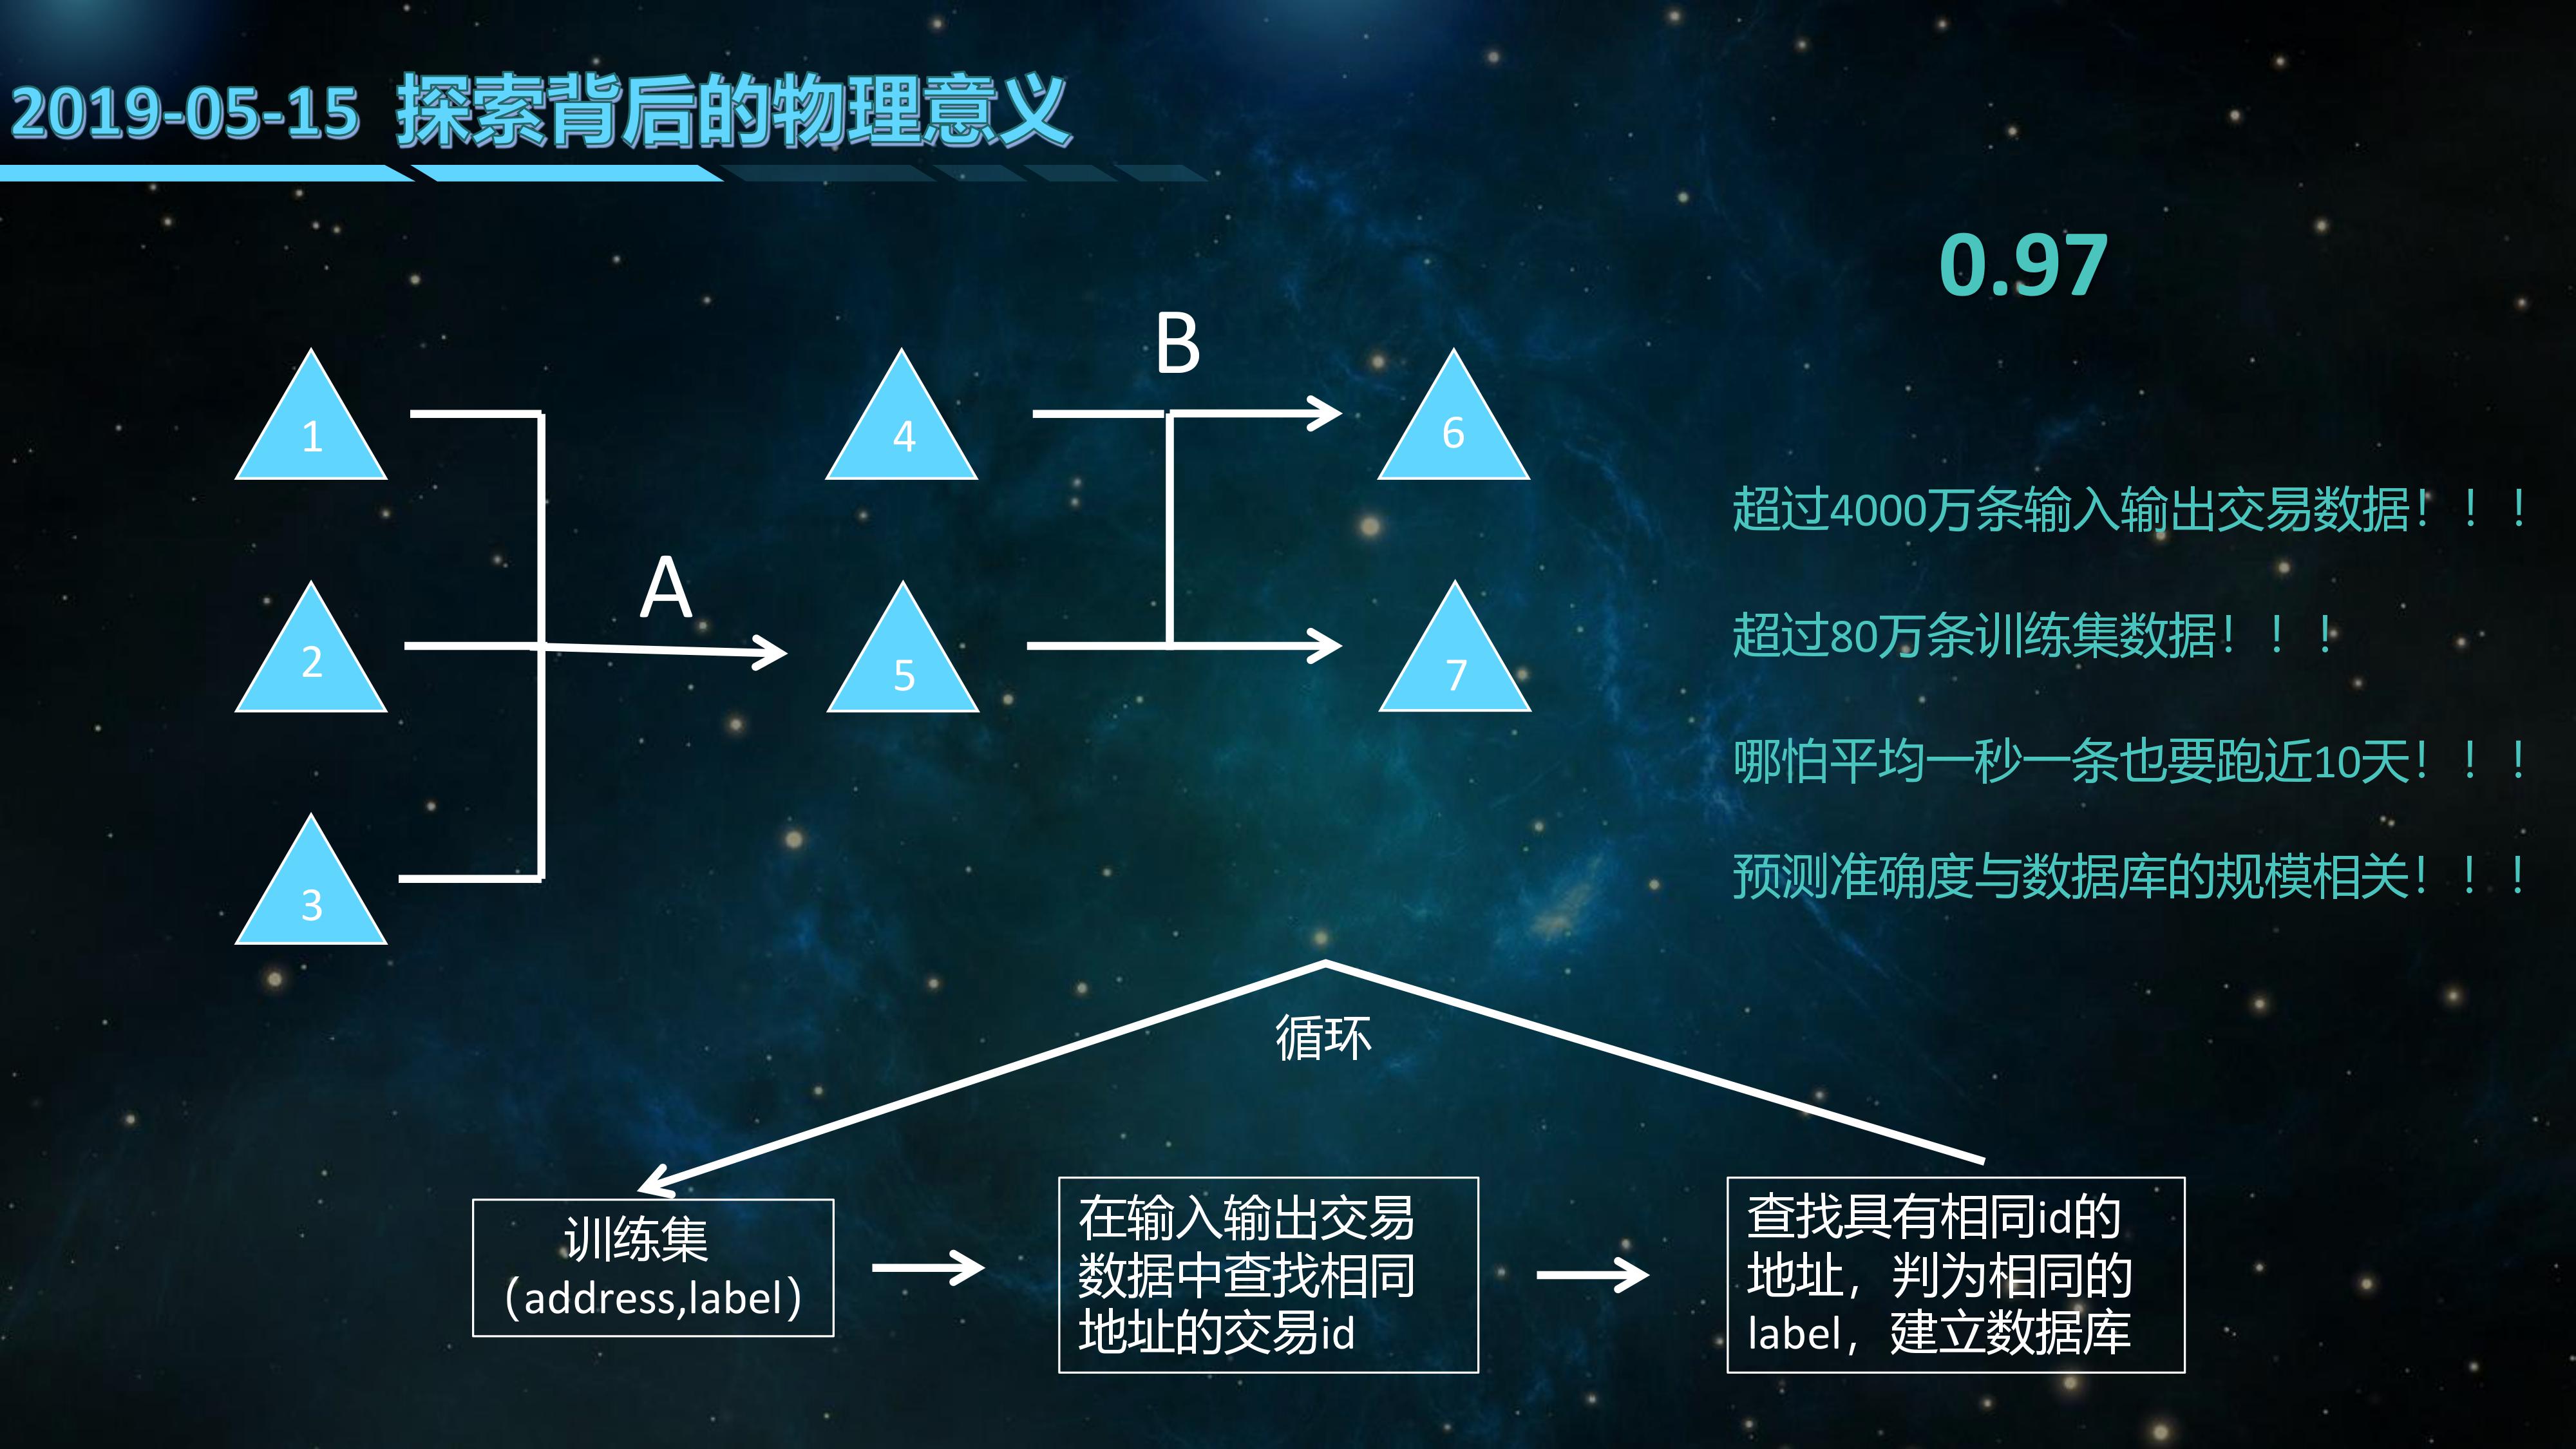 2019-05-15 探索背后的物理意义
0.97
B
1
4
6
超过4000万条输入输出交易数据！！！
A
超过80万条训练集数据！！！
2
5
7
哪怕平均一秒一条也要跑近10天！！！
3
预测准确度与数据库的规模相关！！！
循环
训练集
（address,label）
在输入输出交易
数据中查找相同
地址的交易id
查找具有相同id的
地址，判为相同的
label，建立数据库